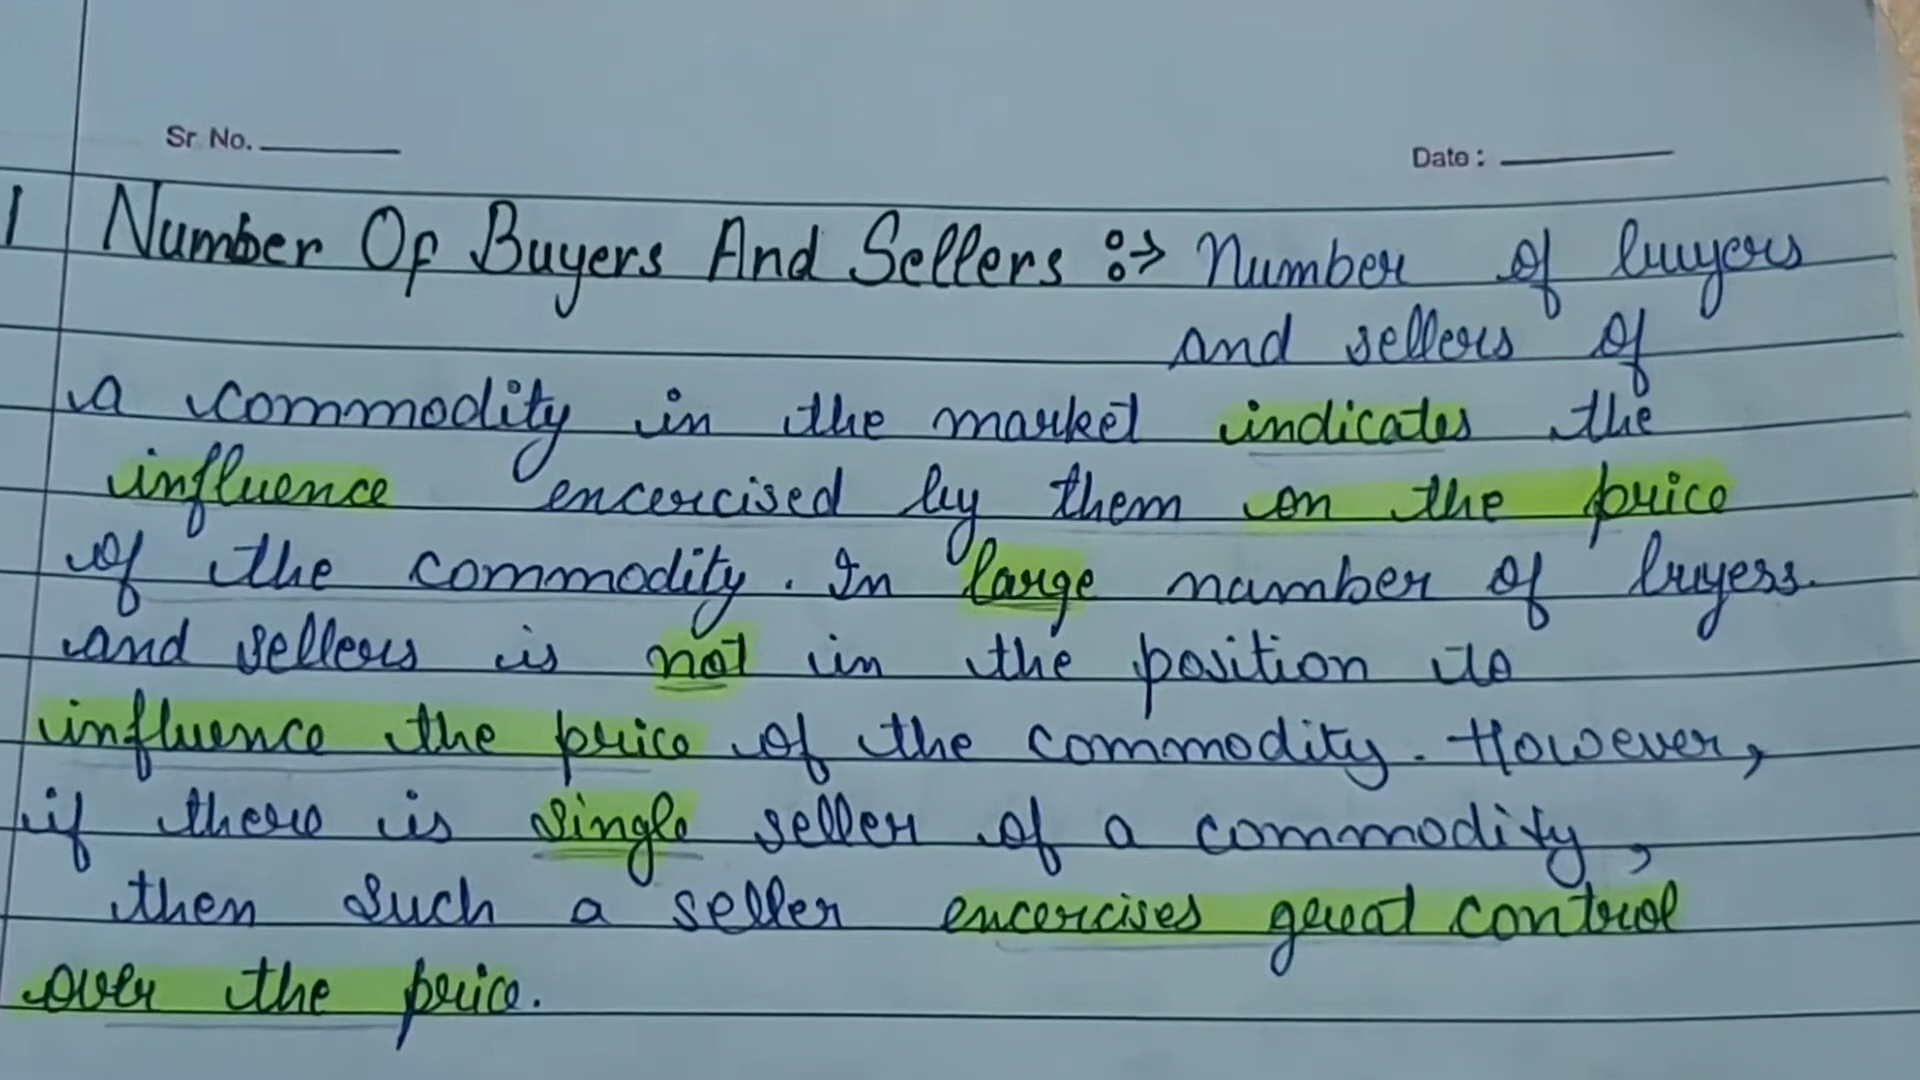 Sr No.
Date :
1 Number Of Buyers And Sellers :→ Number of buyers
and sellers of
a commodity in the market indicates the
influence encercised by them on the price
of the commodity. In large number of buyess
and sellers is not in the position to
influence the price of the commodity. However,
if there is single seller of a commodity,
then such a seller encercises great control
over the price.